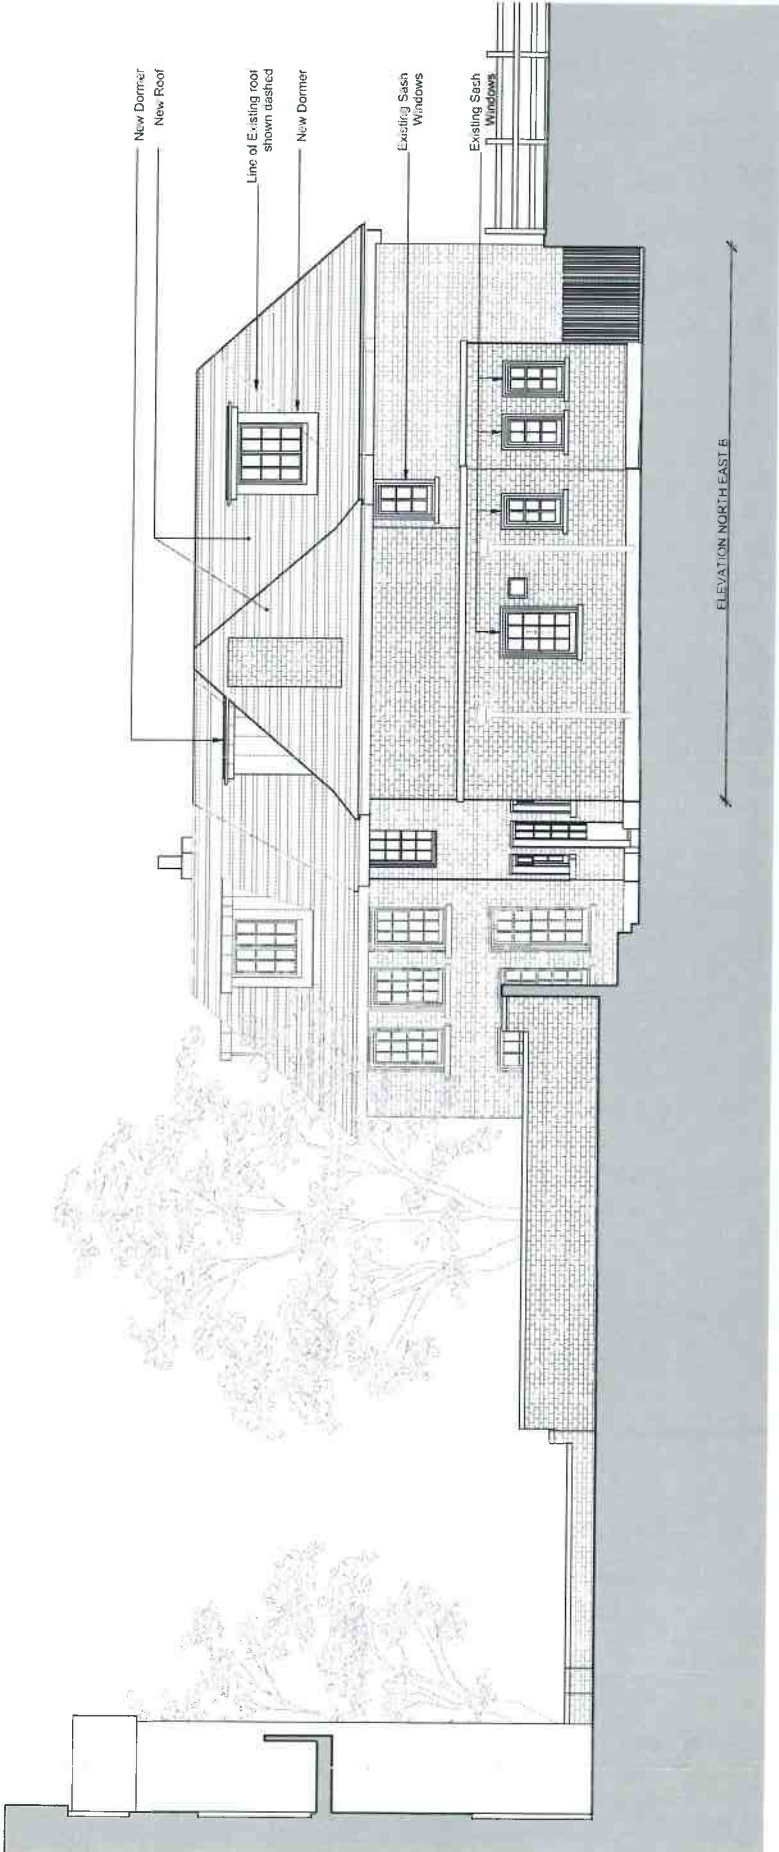 New Dormer
New Roof
Line of Existing roof
shown dashed
New Dormer
Existing Sash
Windows
Existing Sash
Windows
ELEVATION NORTH EAST B